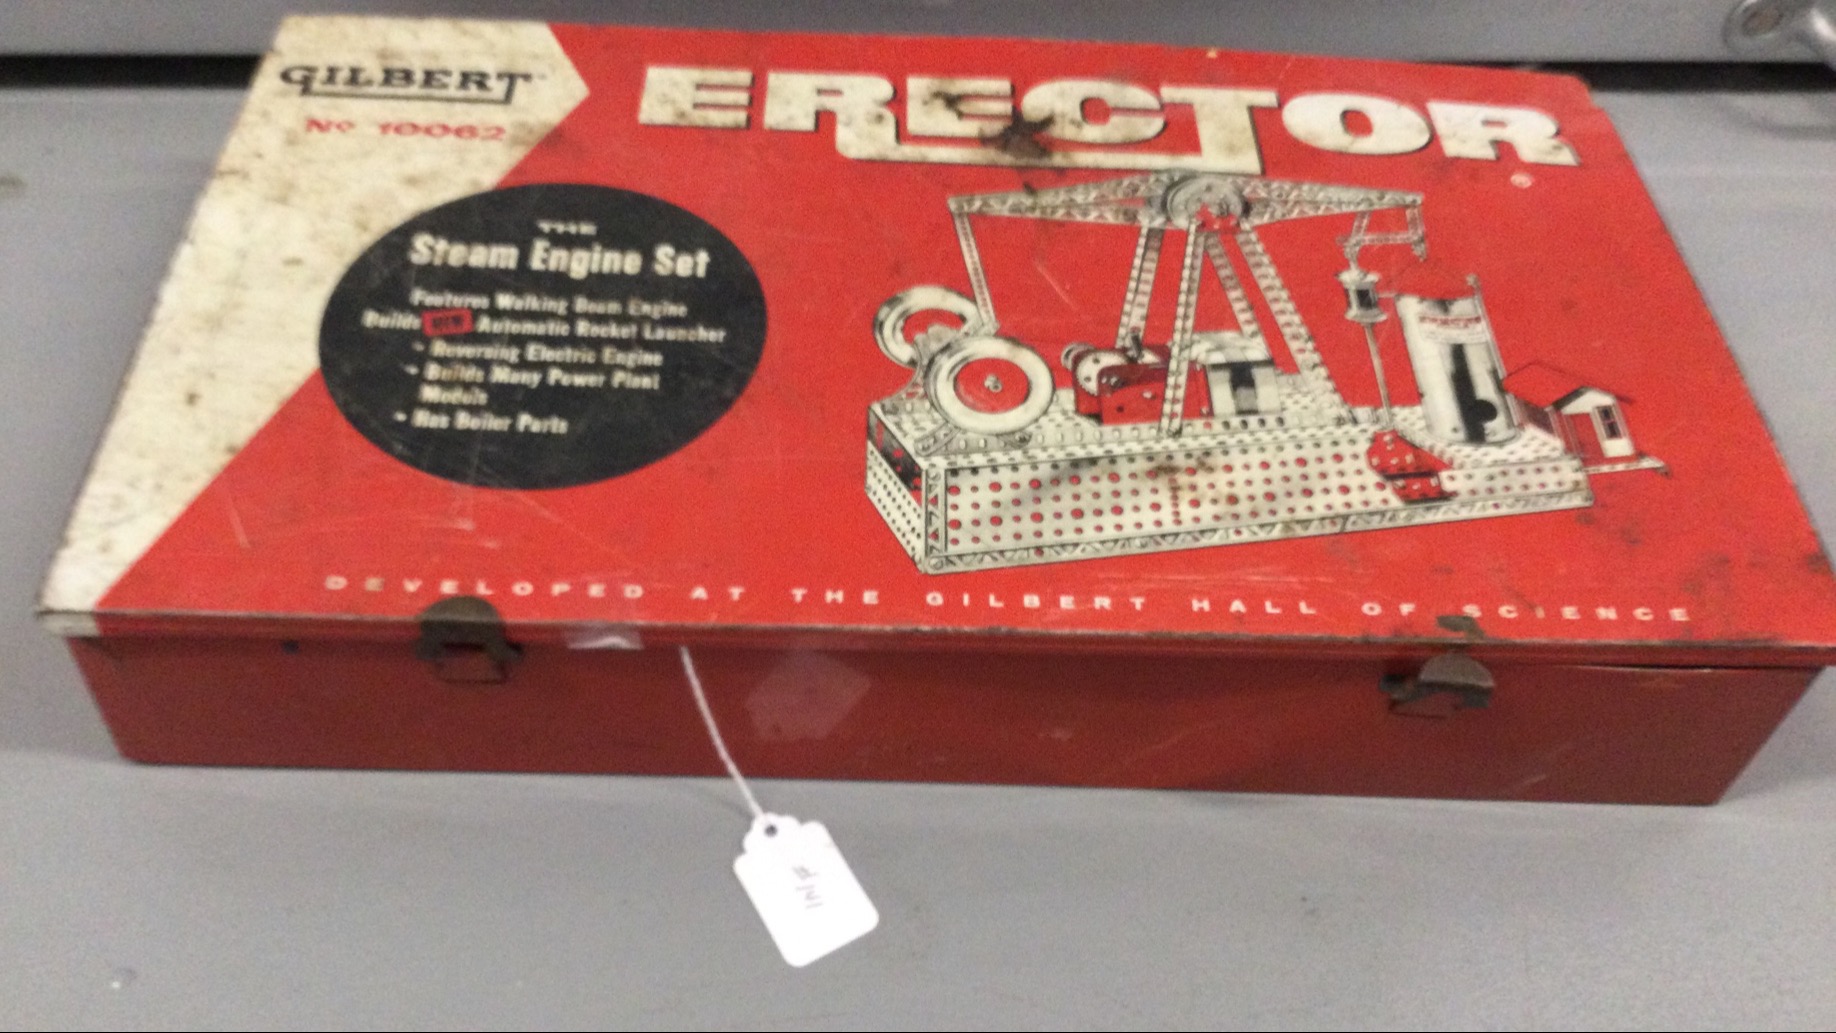 GILBERT
No 10062
ERECTOR
®
THE
Steam Engine Set
Features Walking Beam Engine
Builds NEW Automatic Rocket Launcher
- Reversing Electric Engine
- Builds Many Power Plant
Models
- Has Boiler Parts
DEVELOPED AT THE GILBERT HALL OF SCIENCE